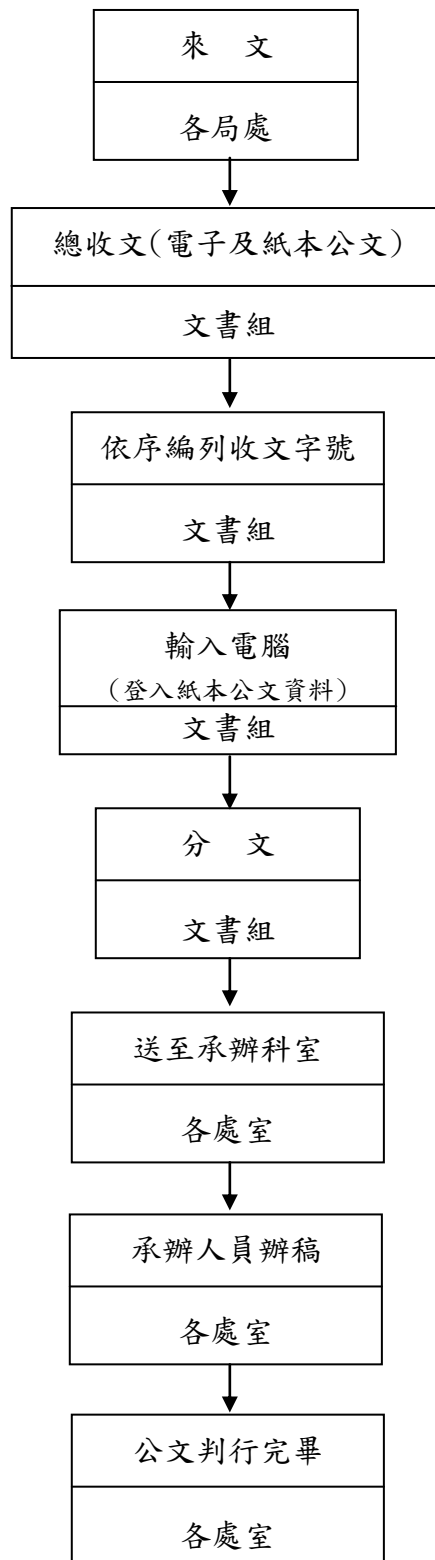 來 文
各局處
總收文(電子及紙本公文)
文書組
依序編列收文字號
文書組
輸入電腦
(登入紙本公文資料)
文書組
分 文
文書組
送至承辦科室
各處室
承辦人員辦稿
各處室
公文判行完畢
各處室